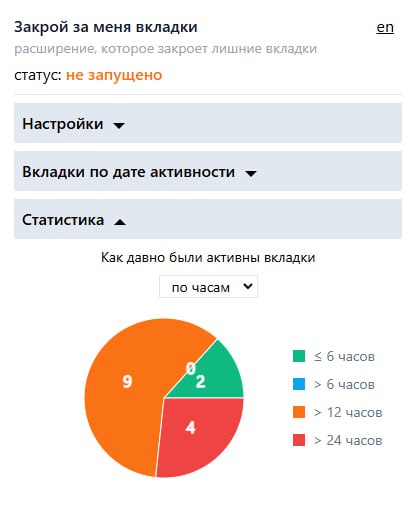 Закрой за меня вкладки
en
расширение, которое закроет лишние вкладки
статус: не запущено
Настройки
Вкладки по дате активности
Статистика
Как давно были активны вкладки
по часам
0
9
2
4
≤ 6 часов
> 6 часов
> 12 часов
> 24 часов